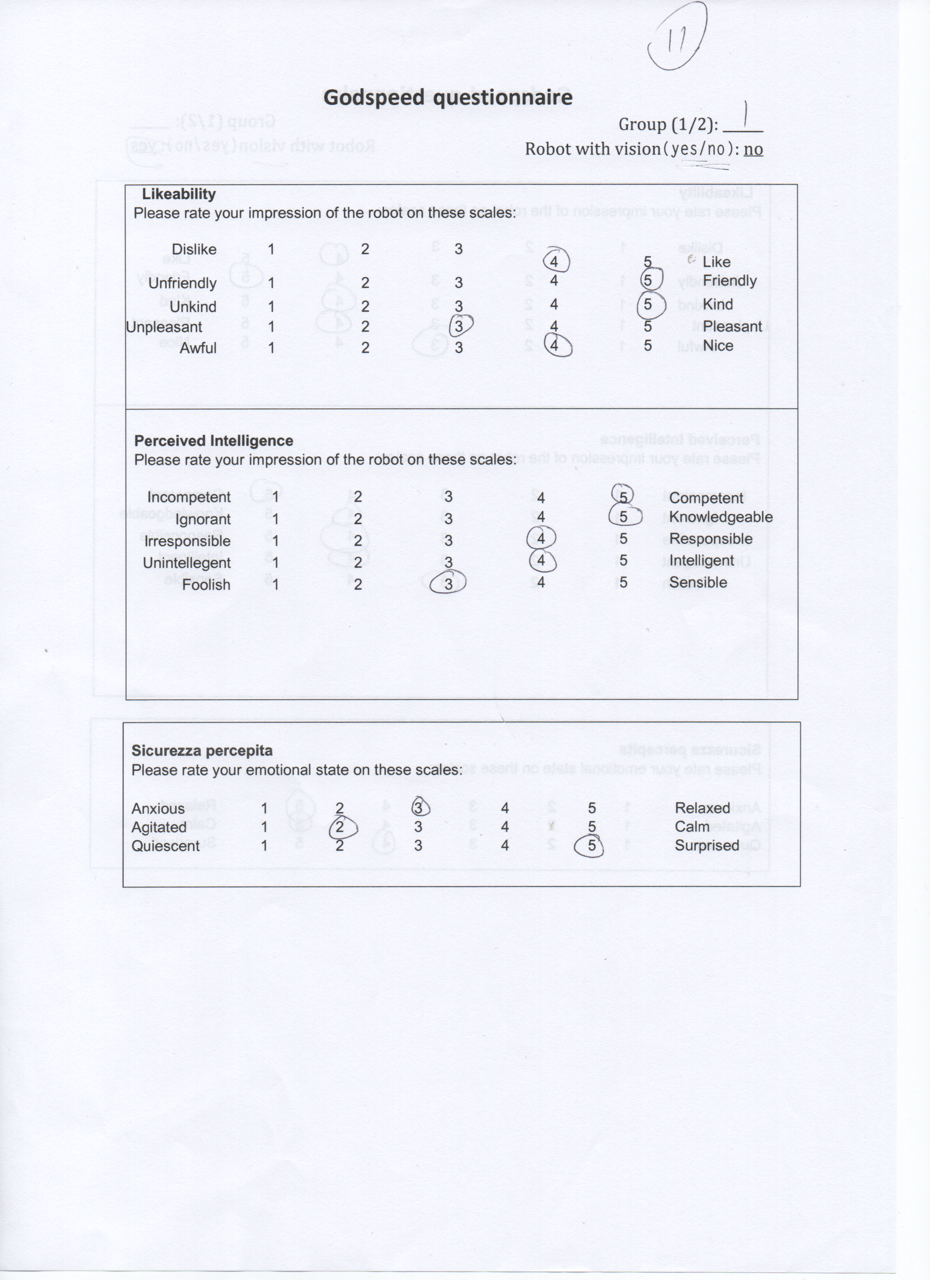 11
Godspeed questionnaire
Group (1/2): 1
Robot with vision(yes/no): no
Likeability
Please rate your impression of the robot on these scales:
Dislike 1 2 3 4 5 Like
Unfriendly 1 2 3 4 5 Friendly
Unkind 1 2 3 4 5 Kind
Unpleasant 1 2 3 4 5 Pleasant
Awful 1 2 3 4 5 Nice
Perceived Intelligence
Please rate your impression of the robot on these scales:
Incompetent 1 2 3 4 5 Competent
Ignorant 1 2 3 4 5 Knowledgeable
Irresponsible 1 2 3 4 5 Responsible
Unintellegent 1 2 3 4 5 Intelligent
Foolish 1 2 3 4 5 Sensible
Sicurezza percepita
Please rate your emotional state on these scales:
Anxious 1 2 3 4 5 Relaxed
Agitated 1 2 3 4 5 Calm
Quiescent 1 2 3 4 5 Surprised